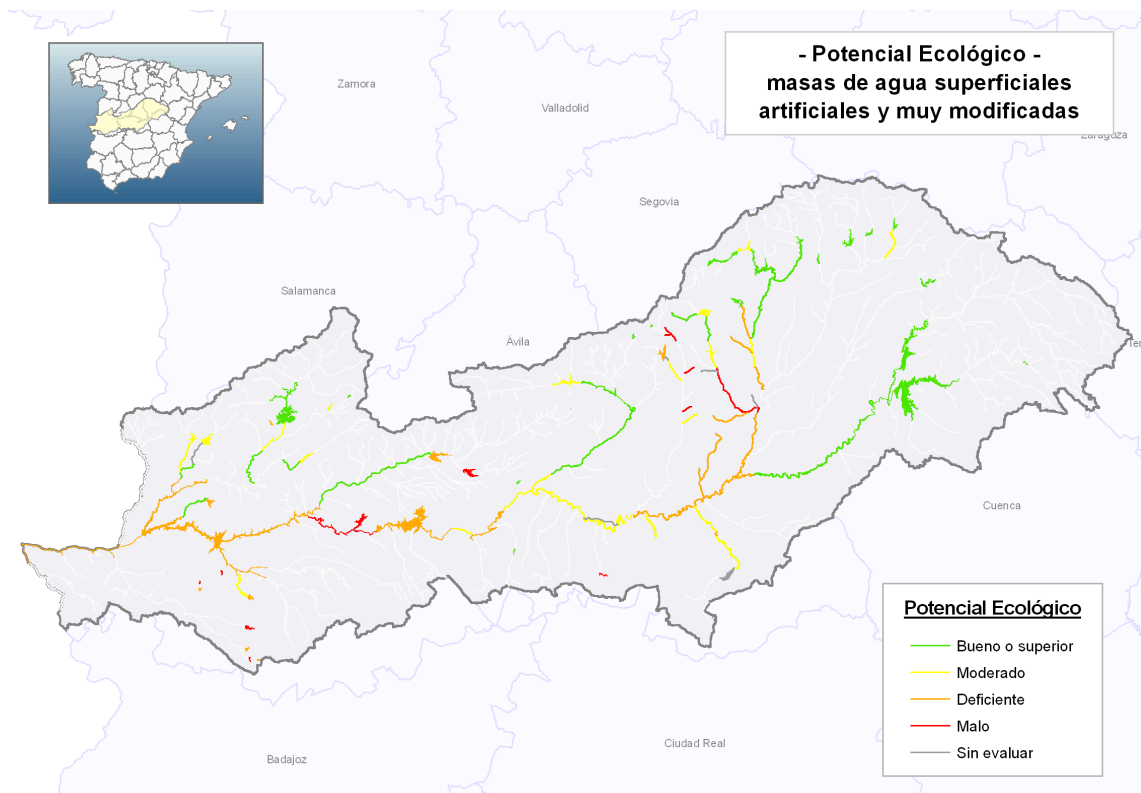 - Potencial Ecológico -
masas de agua superficiales
artificiales y muy modificadas
Zamora
Valladolid
Zaragoza
Segovia
Salamanca
Ávila
Cuenca
Ciudad Real
Badajoz
Potencial Ecológico
Bueno o superior
Moderado
Deficiente
Malo
Sin evaluar